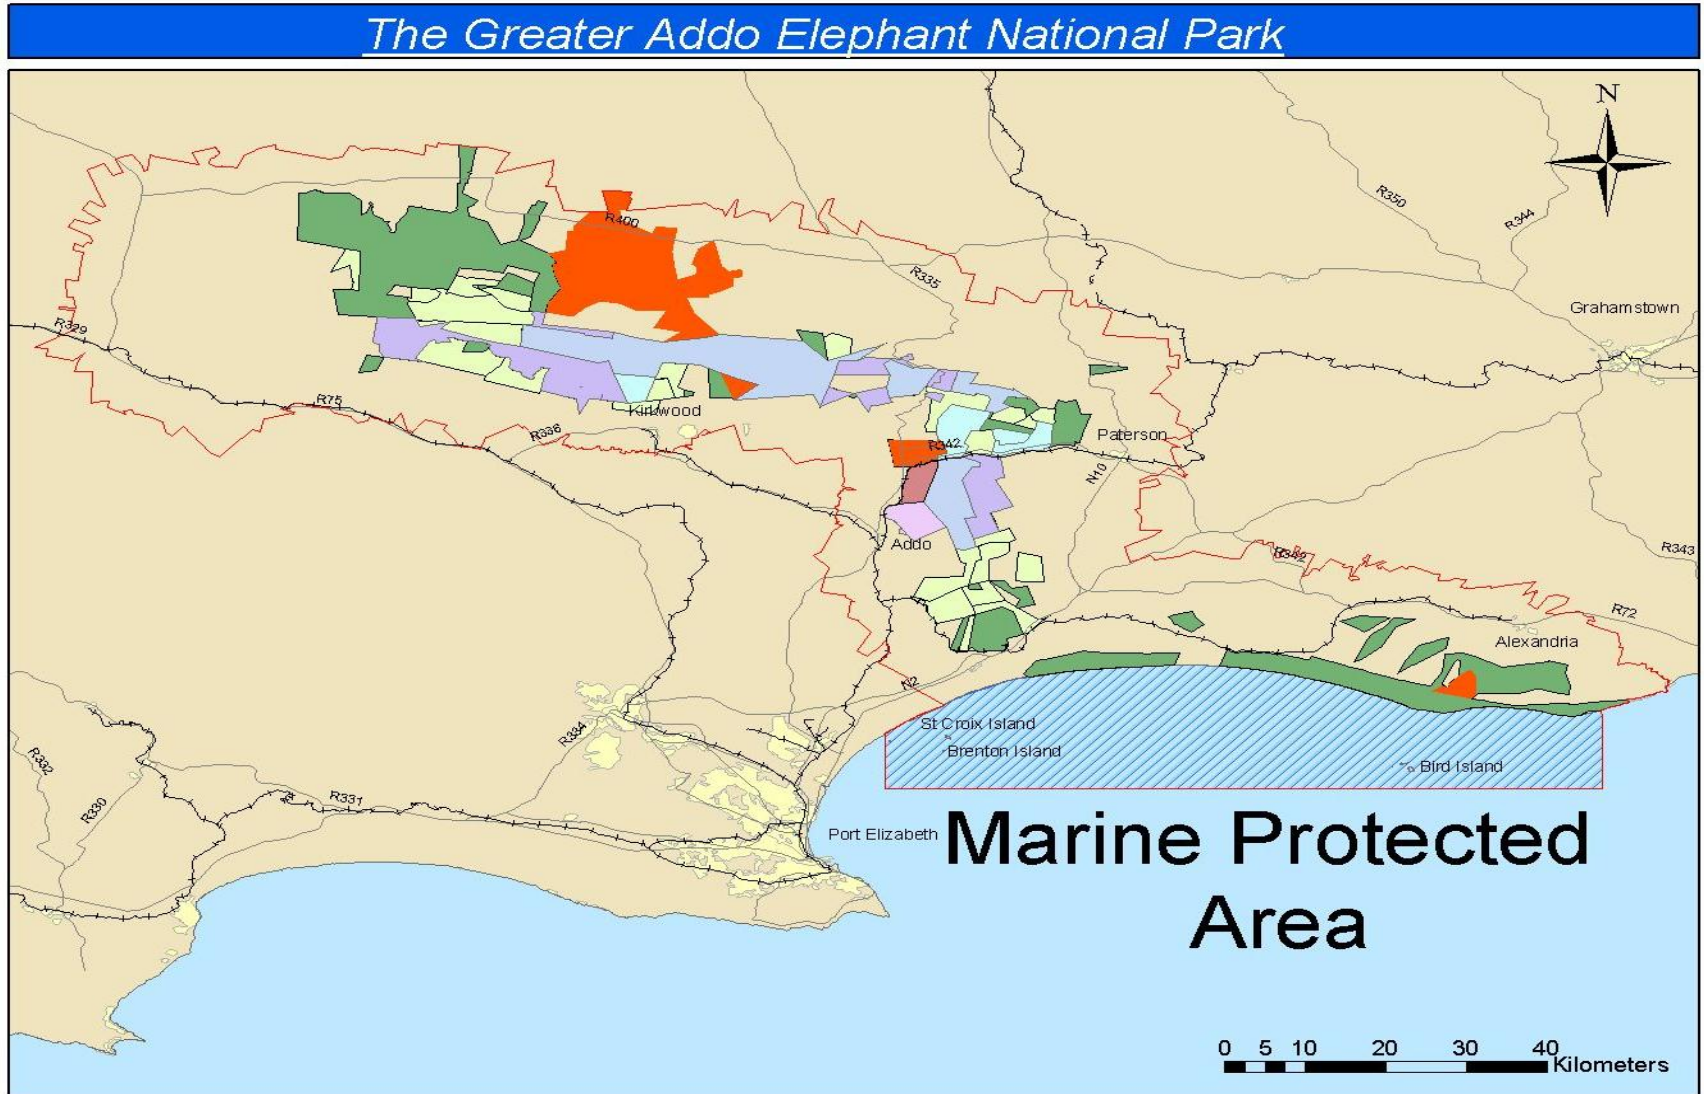 The Greater Addo Elephant National Park
N
R350
R344
R400
R335
Grahamstown
R329
R75
Kirkwood
R336
R342
Paterson
N10
Addo
R342
R343
R72
Alexandria
N2
St Croix Island
Brenton Island
Bird Island
R334
R332
R330
R331
Port Elizabeth
Marine Protected
Area
0 5 10 20 30 40
Kilometers